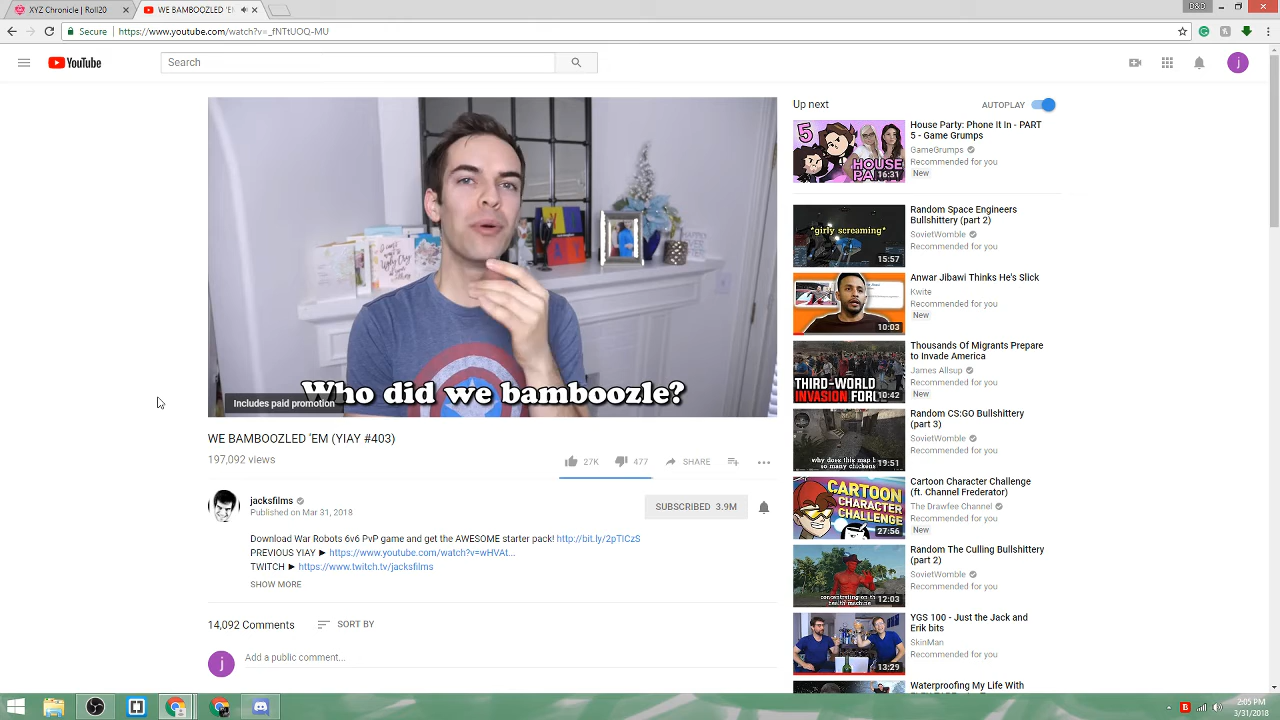 XYZ Chronicle | Roll20
WE BAMBOOZLED 'E
Secure
https://www.youtube.com/watch?v=_fNTtUOQ-MU
YouTube
Search
j
Who did we bamboozle?
Includes paid promotion
WE BAMBOOZLED 'EM (YIAY #403)
197,092 views
27K
477
SHARE
jacksfilms
Published on Mar 31, 2018
SUBSCRIBED 3.9M
Download War Robots 6v6 PvP game and get the AWESOME starter pack! http://bit.ly/2pTICzS
PREVIOUS YIAY ► https://www.youtube.com/watch?v=wHVAt...
TWITCH ► https://www.twitch.tv/jacksfilms
SHOW MORE
14,092 Comments
SORT BY
j
Add a public comment...
Up next
AUTOPLAY
5
HOUSE
16:31
House Party: Phone It In - PART
5 - Game Grumps
GameGrumps
Recommended for you
New
*girly screaming*
15:57
Random Space Engineers
Bullshittery (part 2)
SovietWomble
Recommended for you
10:03
Anwar Jibawi Thinks He's Slick
Kwite
Recommended for you
New
THIRD-WORLD
INVASION FOR
10:42
Thousands Of Migrants Prepare
to Invade America
James Allsup
Recommended for you
New
why does this map h
so many chickens
19:51
Random CS:GO Bullshittery
(part 3)
SovietWomble
Recommended for you
CARTOON
CHARACTER
CHALLENGE
27:56
Cartoon Character Challenge
(ft. Channel Frederator)
The Drawfee Channel
Recommended for you
New
concentrating on th
health machine
12:03
Random The Culling Bullshittery
(part 2)
SovietWomble
Recommended for you
13:29
YGS 100 - Just the Jack and
Erik bits
SkinMan
Recommended for you
Waterproofing My Life With
2:05 PM
3/31/2018